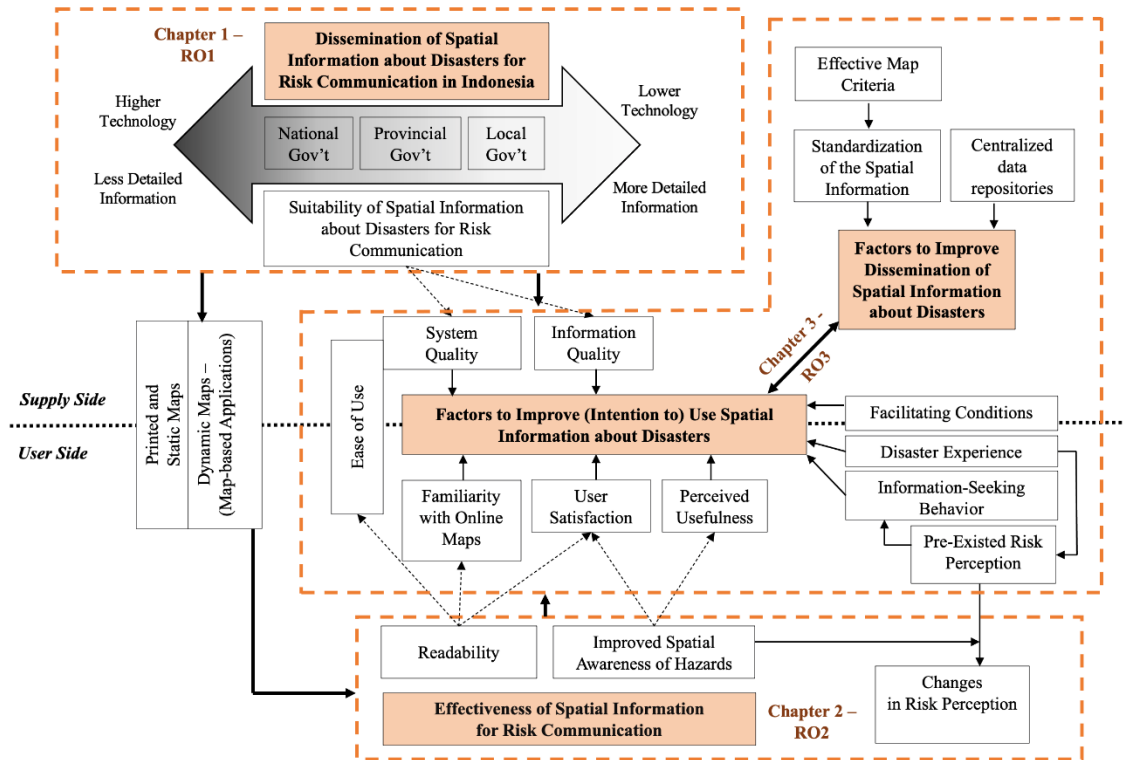 Chapter 1 –
RO1
Dissemination of Spatial
Information about Disasters for
Risk Communication in Indonesia
Higher
Technology
Lower
Technology
National
Gov't
Provincial
Gov't
Local
Gov't
Less Detailed
Information
More Detailed
Information
Suitability of Spatial Information
about Disasters for Risk
Communication
Effective Map
Criteria
Standardization
of the Spatial
Information
Centralized
data
repositories
Factors to Improve
Dissemination of
Spatial Information
about Disasters
Chapter 3 –
RO3
System
Quality
Information
Quality
Supply Side
User Side
Printed and
Static Maps
Dynamic Maps –
(Map-based Applications)
Ease of Use
Factors to Improve (Intention to) Use Spatial
Information about Disasters
Facilitating Conditions
Disaster Experience
Information-Seeking
Behavior
Pre-Existed Risk
Perception
Familiarity
with Online
Maps
User
Satisfaction
Perceived
Usefulness
Readability
Improved Spatial
Awareness of Hazards
Changes
in Risk Perception
Effectiveness of Spatial Information
for Risk Communication
Chapter 2 –
RO2